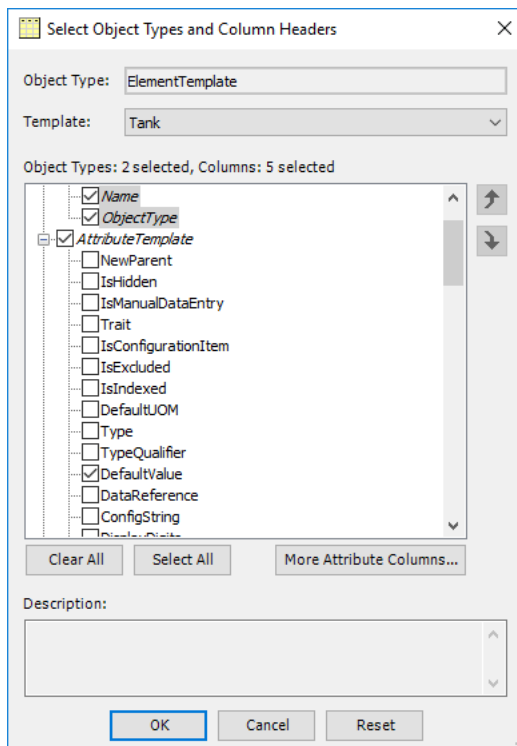 Select Object Types and Column Headers
Object Type: ElementTemplate
Template: Tank
Object Types: 2 selected, Columns: 5 selected
Name
ObjectType
AttributeTemplate
NewParent
IsHidden
IsManualDataEntry
Trait
IsConfigurationItem
IsExcluded
IsIndexed
DefaultUOM
Type
TypeQualifier
DefaultValue
DataReference
ConfigString
DisplayDigits
Clear All Select All More Attribute Columns...
Description:
OK Cancel Reset